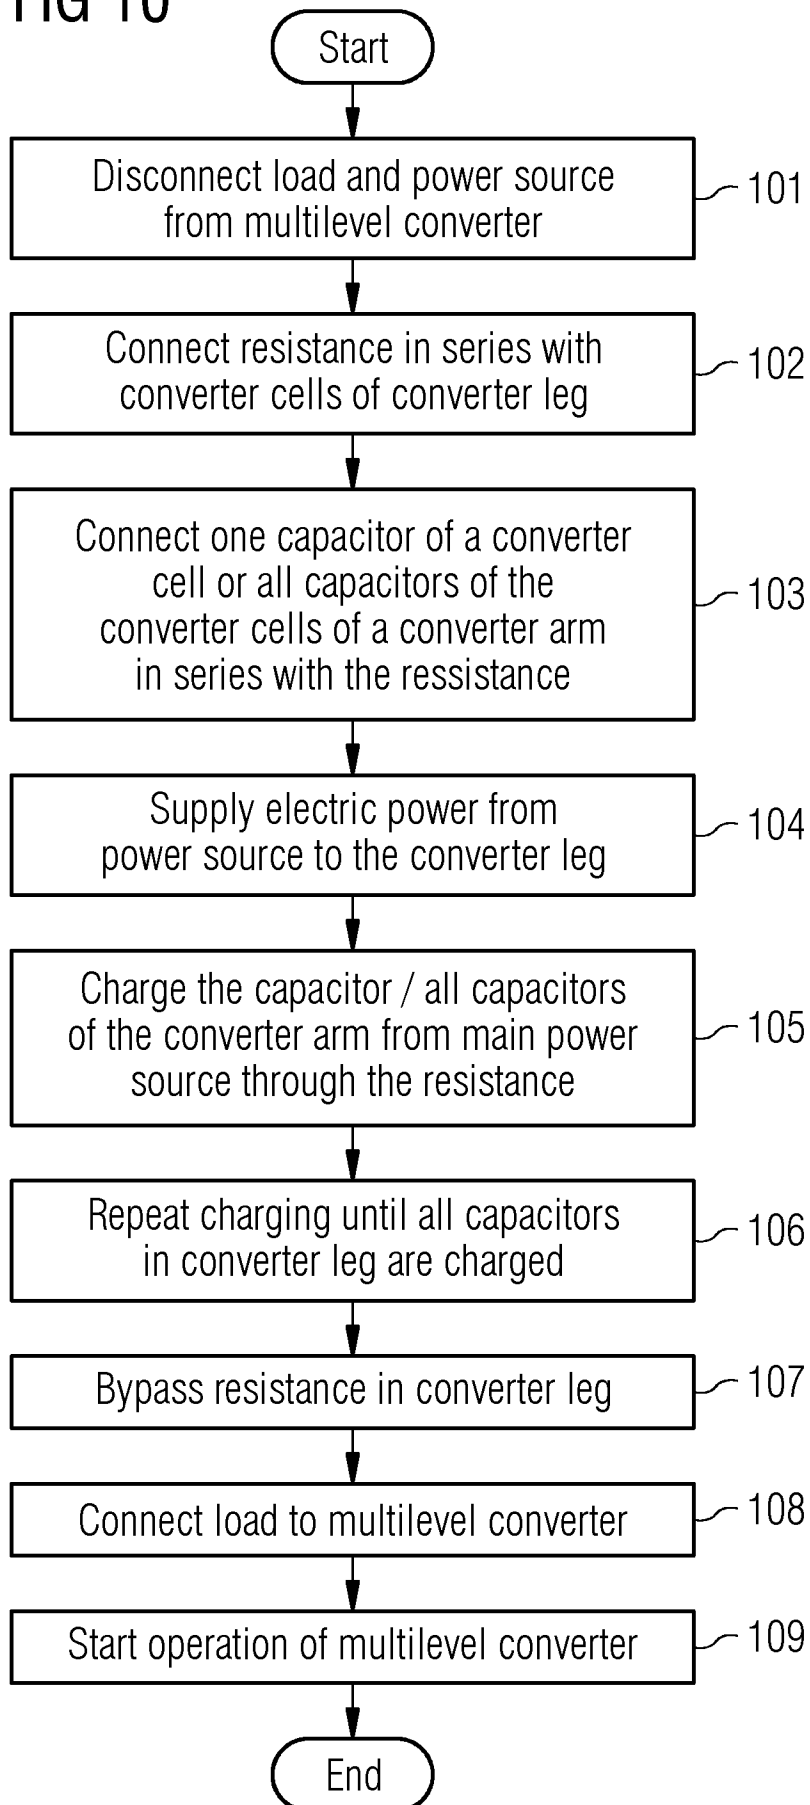 FIG 10
Start
Disconnect load and power source
from multilevel converter
101
Connect resistance in series with
converter cells of converter leg
102
Connect one capacitor of a converter
cell or all capacitors of the
converter cells of a converter arm
in series with the ressistance
103
Supply electric power from
power source to the converter leg
104
Charge the capacitor / all capacitors
of the converter arm from main power
source through the resistance
105
Repeat charging until all capacitors
in converter leg are charged
106
Bypass resistance in converter leg
107
Connect load to multilevel converter
108
Start operation of multilevel converter
109
End